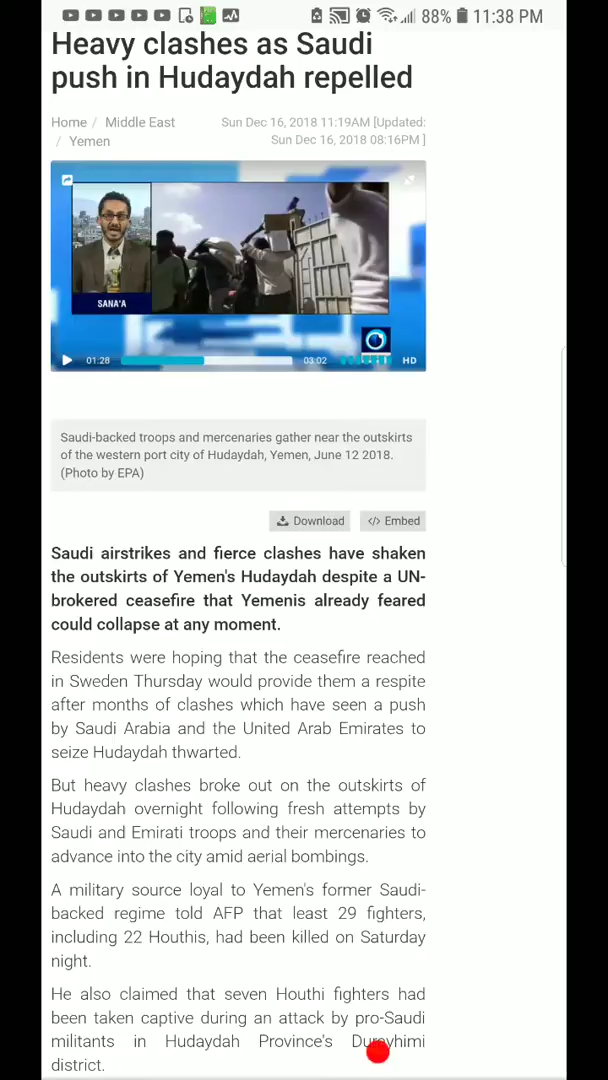 88% 11:38 PM
Heavy clashes as Saudi
push in Hudaydah repelled
Home / Middle East
/ Yemen
Sun Dec 16, 2018 11:19AM [Updated:
Sun Dec 16, 2018 08:16PM ]
SANA'A
01:28
03:02
HD
Saudi-backed troops and mercenaries gather near the outskirts
of the western port city of Hudaydah, Yemen, June 12 2018.
(Photo by EPA)
Download
</> Embed
Saudi airstrikes and fierce clashes have shaken
the outskirts of Yemen's Hudaydah despite a UN-
brokered ceasefire that Yemenis already feared
could collapse at any moment.
Residents were hoping that the ceasefire reached
in Sweden Thursday would provide them a respite
after months of clashes which have seen a push
by Saudi Arabia and the United Arab Emirates to
seize Hudaydah thwarted.
But heavy clashes broke out on the outskirts of
Hudaydah overnight following fresh attempts by
Saudi and Emirati troops and their mercenaries to
advance into the city amid aerial bombings.
A military source loyal to Yemen's former Saudi-
backed regime told AFP that least 29 fighters,
including 22 Houthis, had been killed on Saturday
night.
He also claimed that seven Houthi fighters had
been taken captive during an attack by pro-Saudi
militants in Hudaydah Province's
district.